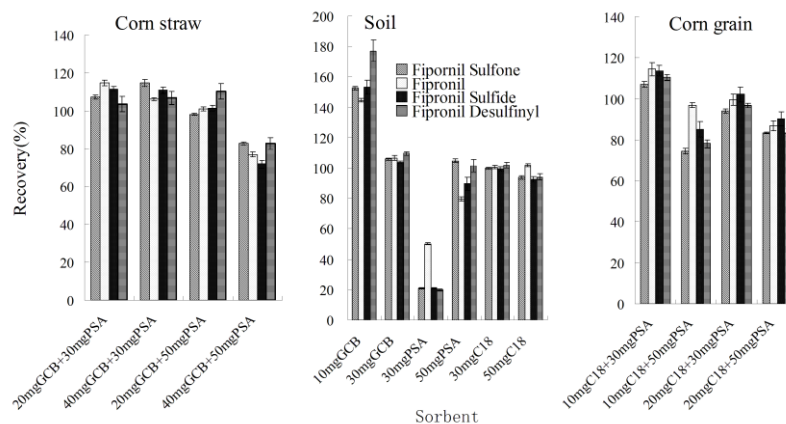 Corn straw
Soil
Corn grain
Recovery(%)
140
120
100
80
60
40
20
0
200
180
160
140
120
100
80
60
40
20
0
140
120
100
80
60
40
20
0
Fipornil Sulfone
Fipronil
Fipronil Sulfide
Fipronil Desulfinyl
20mgGCB+30mgPSA
40mgGCB+30mgPSA
20mgGCB+50mgPSA
40mgGCB+50mgPSA
10mgGCB
30mgGCB
30mgPSA
50mgPSA
30mgC18
50mgC18
10mgC18+30mgPSA
10mgC18+50mgPSA
20mgC18+30mgPSA
20mgC18+50mgPSA
Sorbent